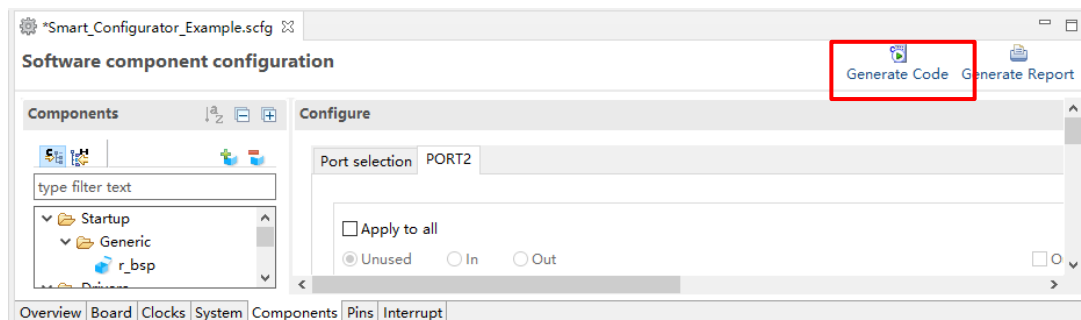 *Smart_Configurator_Example.scfg
Software component configuration
Generate Code Generate Report
Components
Configure
Port selection PORT2
type filter text
Startup
Generic
r_bsp
Apply to all
Unused In Out
Overview Board Clocks System Components Pins Interrupt